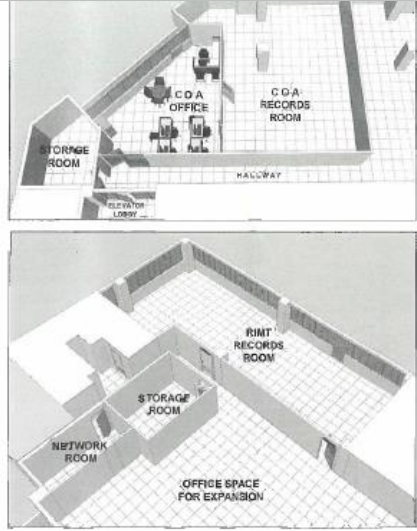 C O A
OFFICE
C O A
RECORDS
ROOM
STORAGE
ROOM
HALLWAY
ELEVATOR
LOBBY
RIMT
RECORDS
ROOM
STORAGE
ROOM
NETWORK
ROOM
OFFICE SPACE
FOR EXPANSION